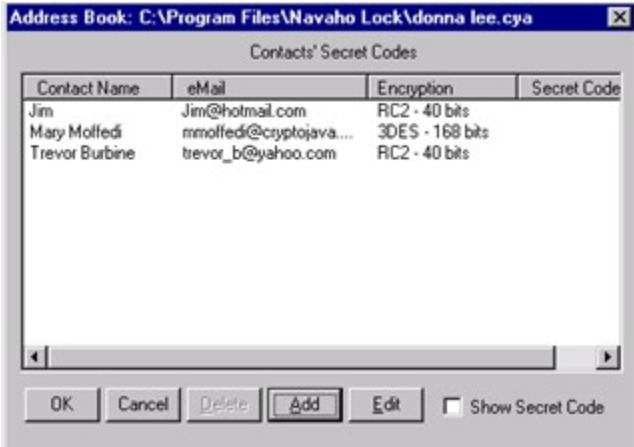 Address Book: C:\Program Files\Navaho Lock\donna lee.cya
Contacts' Secret Codes
Contact Name eMail Encryption Secret Code
Jim Jim@hotmail.com RC2 - 40 bits
Mary Moffedi mmoffedi@cryptojava.... 3DES - 168 bits
Trevor Burbine trevor_b@yahoo.com RC2 - 40 bits
OK Cancel Delete Add Edit Show Secret Code